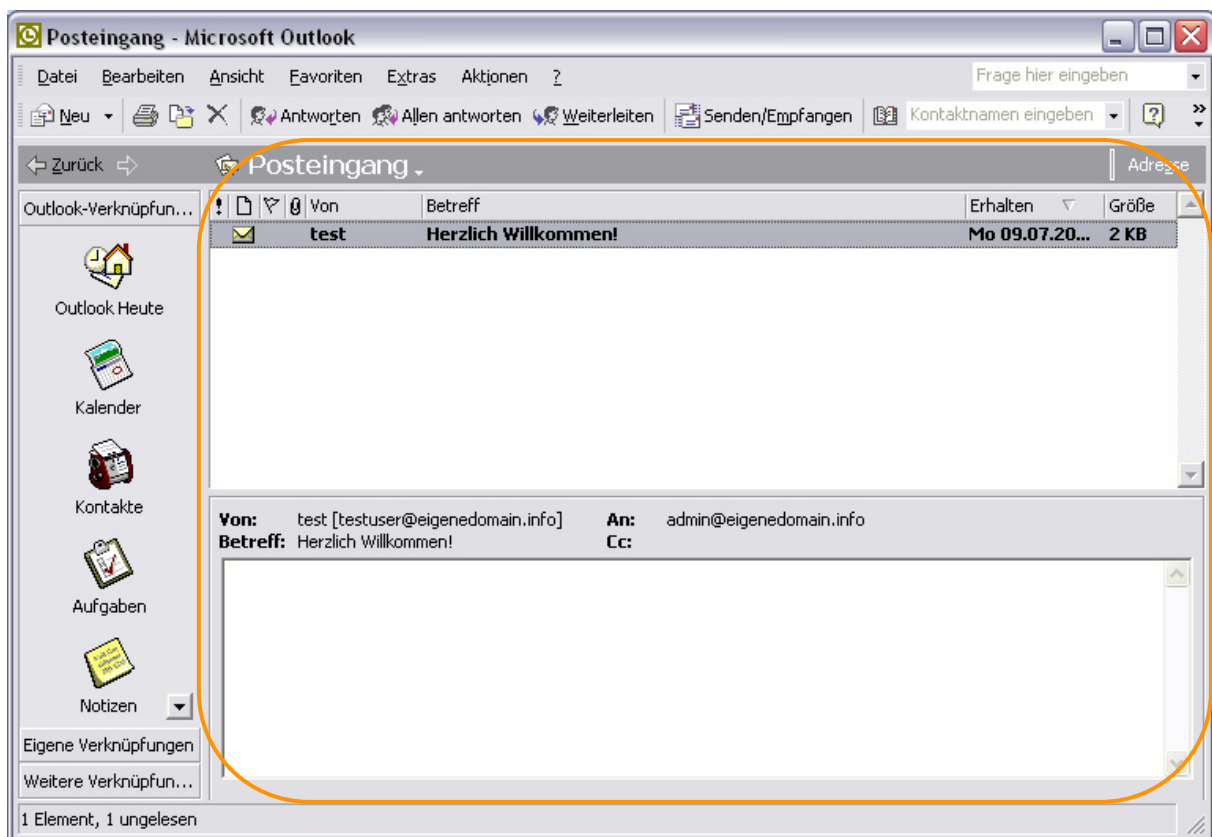 Posteingang - Microsoft Outlook
Datei Bearbeiten Ansicht Favoriten Extras Aktionen ? Frage hier eingeben
Neu Antworten Allen antworten Weiterleiten Senden/Empfangen Kontaktnamen eingeben
Zurück Posteingang Adresse
Outlook-Verknüpfun... ! Von Betreff Erhalten Größe
test Herzlich Willkommen! Mo 09.07.20... 2 KB
Outlook Heute
Kalender
Kontakte
Aufgaben
Notizen
Eigene Verknüpfungen
Weitere Verknüpfun...
Von: test [testuser@eigenedomain.info] An: admin@eigenedomain.info
Betreff: Herzlich Willkommen! Cc:
1 Element, 1 ungelesen